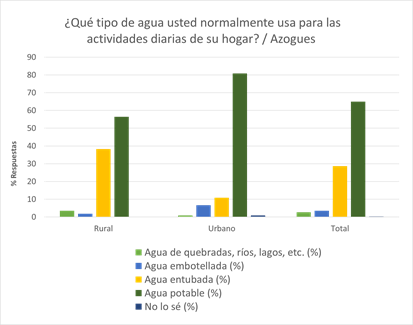 ¿Qué tipo de agua usted normalmente usa para las
actividades diarias de su hogar? / Azogues
90
80
70
60
50
40
30
20
10
0
% Respuestas
Rural Urbano Total
Agua de quebradas, ríos, lagos, etc. (%)
Agua embotellada (%)
Agua entubada (%)
Agua potable (%)
No lo sé (%)